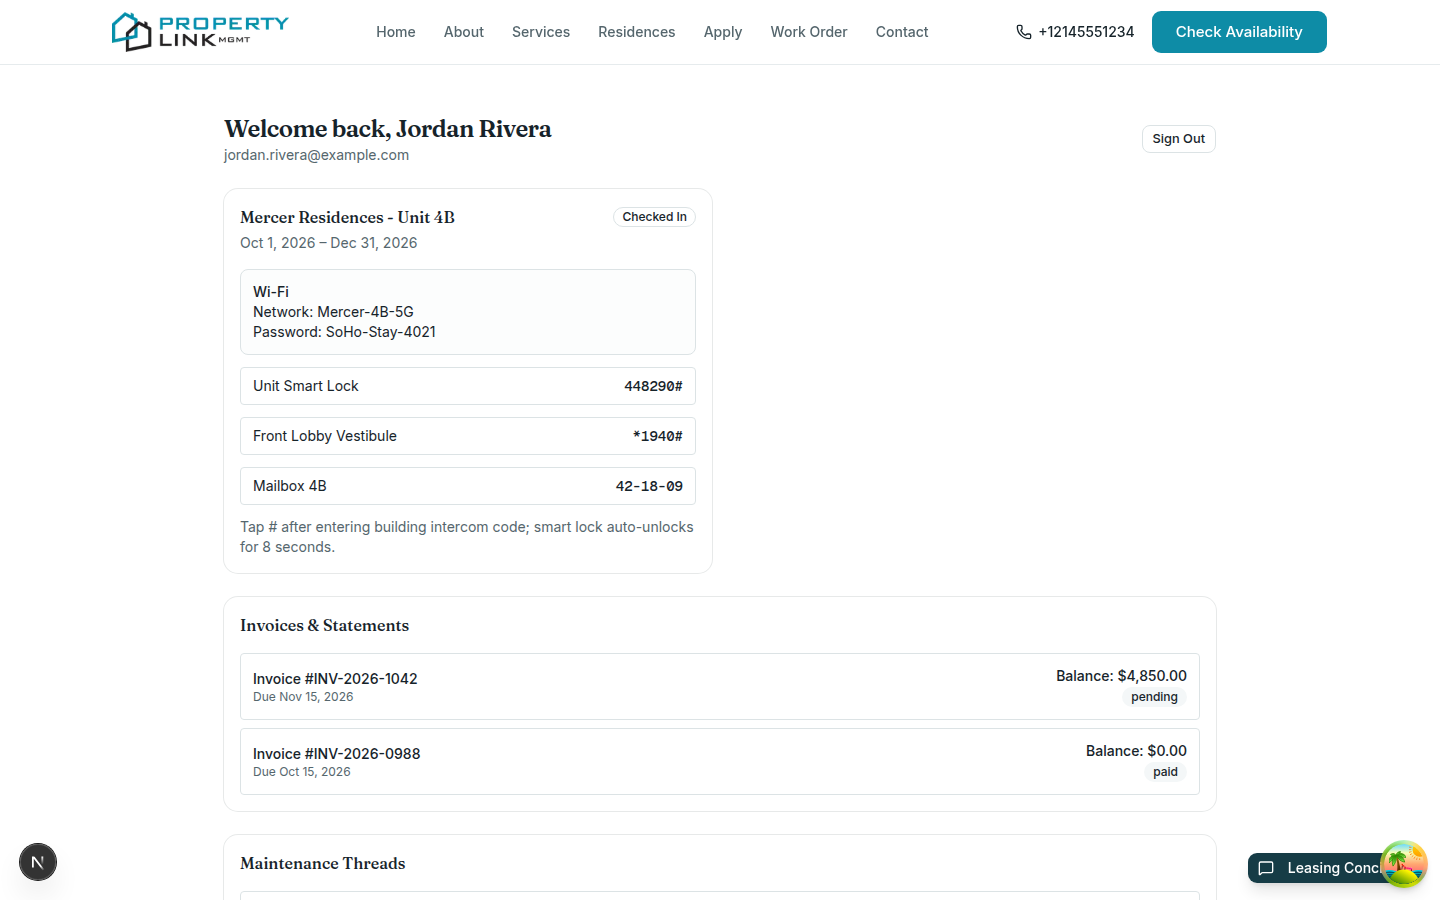 PROPERTY
LINK MGMT
Home
About
Services
Residences
Apply
Work Order
Contact
+12145551234
Check Availability
Welcome back, Jordan Rivera
jordan.rivera@example.com
Sign Out
Mercer Residences - Unit 4B
Checked In
Oct 1, 2026 – Dec 31, 2026
Wi-Fi
Network: Mercer-4B-5G
Password: SoHo-Stay-4021
Unit Smart Lock
448290#
Front Lobby Vestibule
*1940#
Mailbox 4B
42-18-09
Tap # after entering building intercom code; smart lock auto-unlocks
for 8 seconds.
Invoices & Statements
Invoice #INV-2026-1042
Balance: $4,850.00
Due Nov 15, 2026
pending
Invoice #INV-2026-0988
Balance: $0.00
Due Oct 15, 2026
paid
Maintenance Threads
N
Leasing